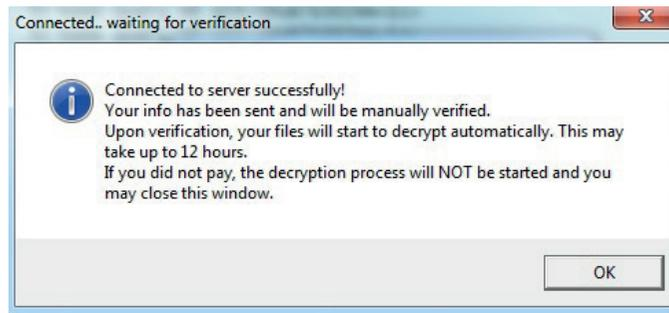 Connected.. waiting for verification
Connected to server successfully!
Your info has been sent and will be manually verified.
Upon verification, your files will start to decrypt automatically. This may
take up to 12 hours.
If you did not pay, the decryption process will NOT be started and you
may close this window.
OK